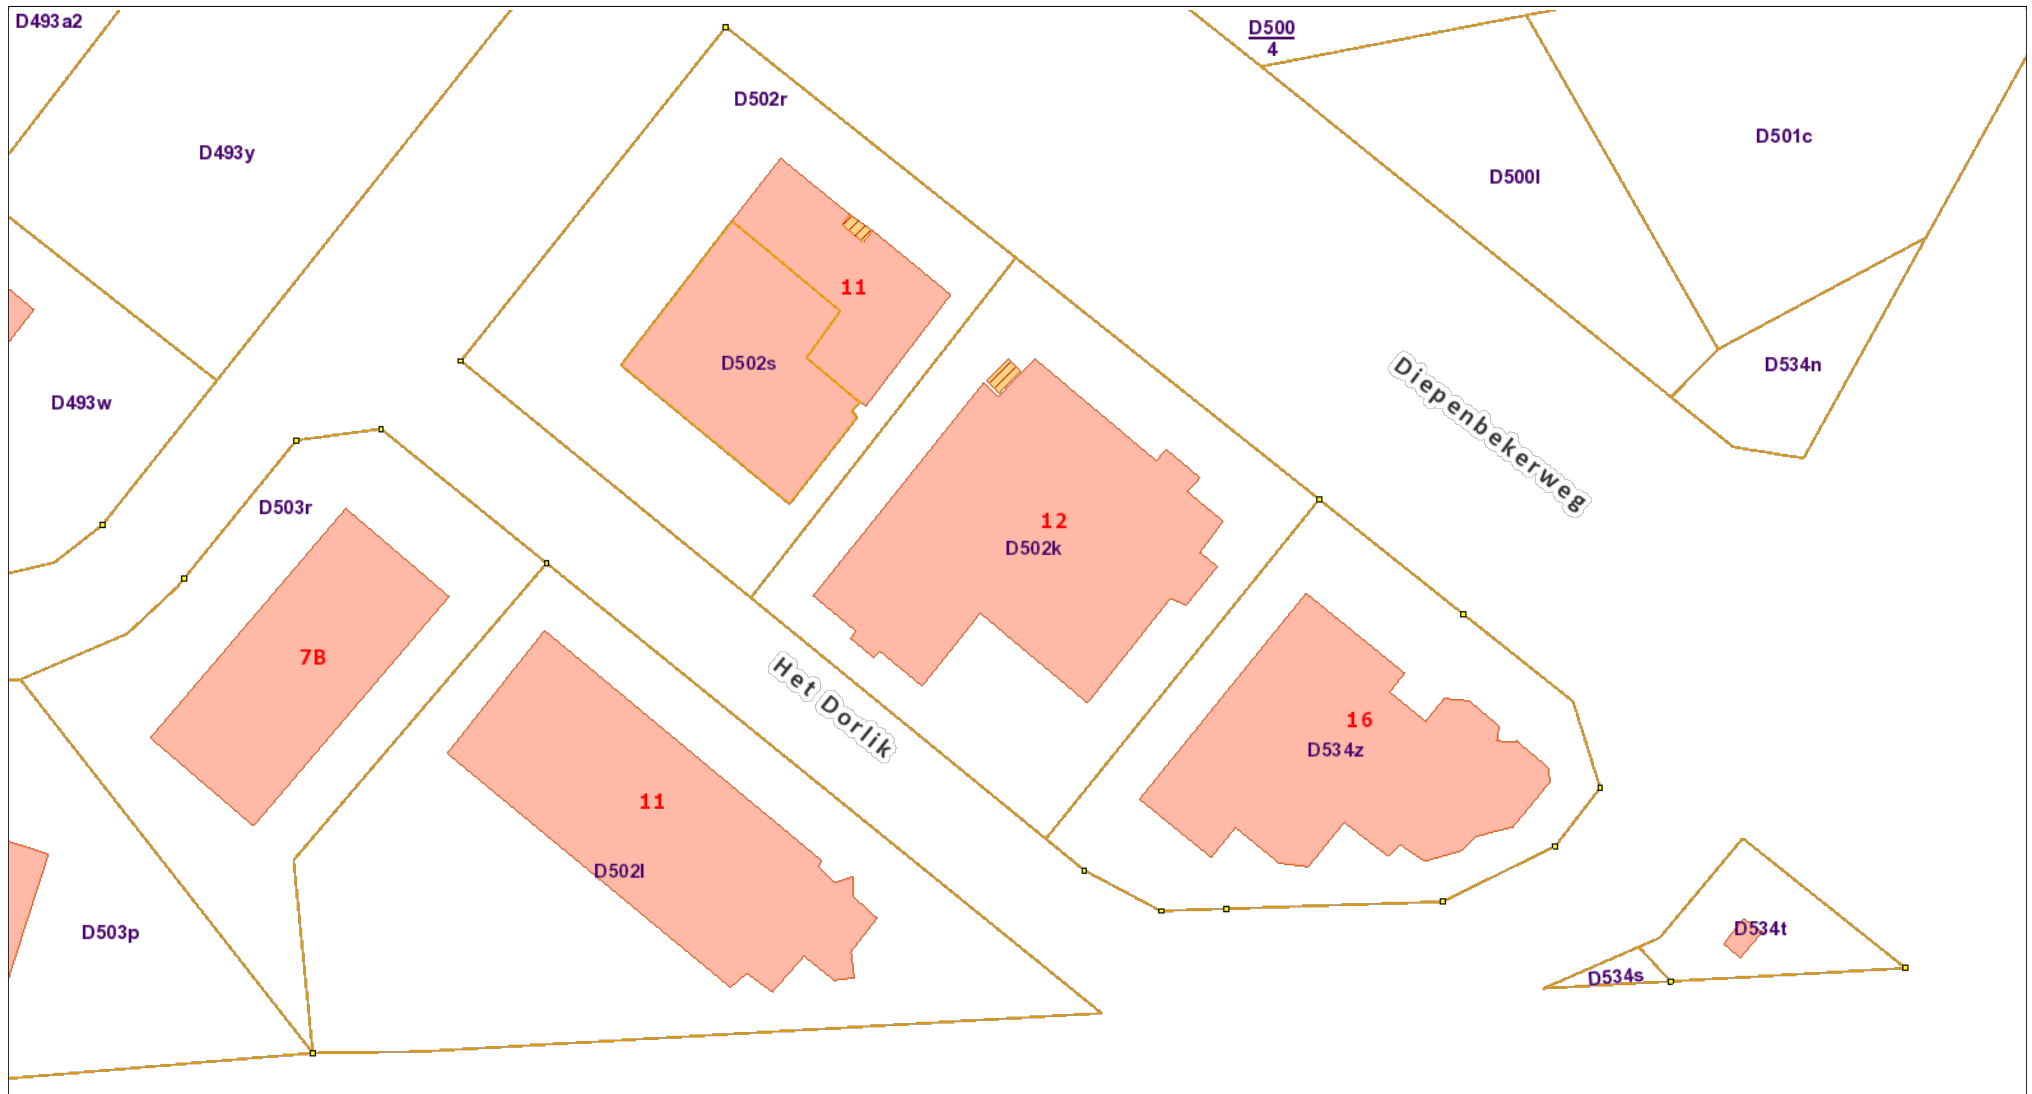 D493a2
D500
4
D502r
D501c
D493y
D500l
11
D502s
D534n
D493w
Diepenbekerweg
D503r
12
D502k
7B
Het Dorlik
16
D534z
11
D502l
D503p
D534t
D534s